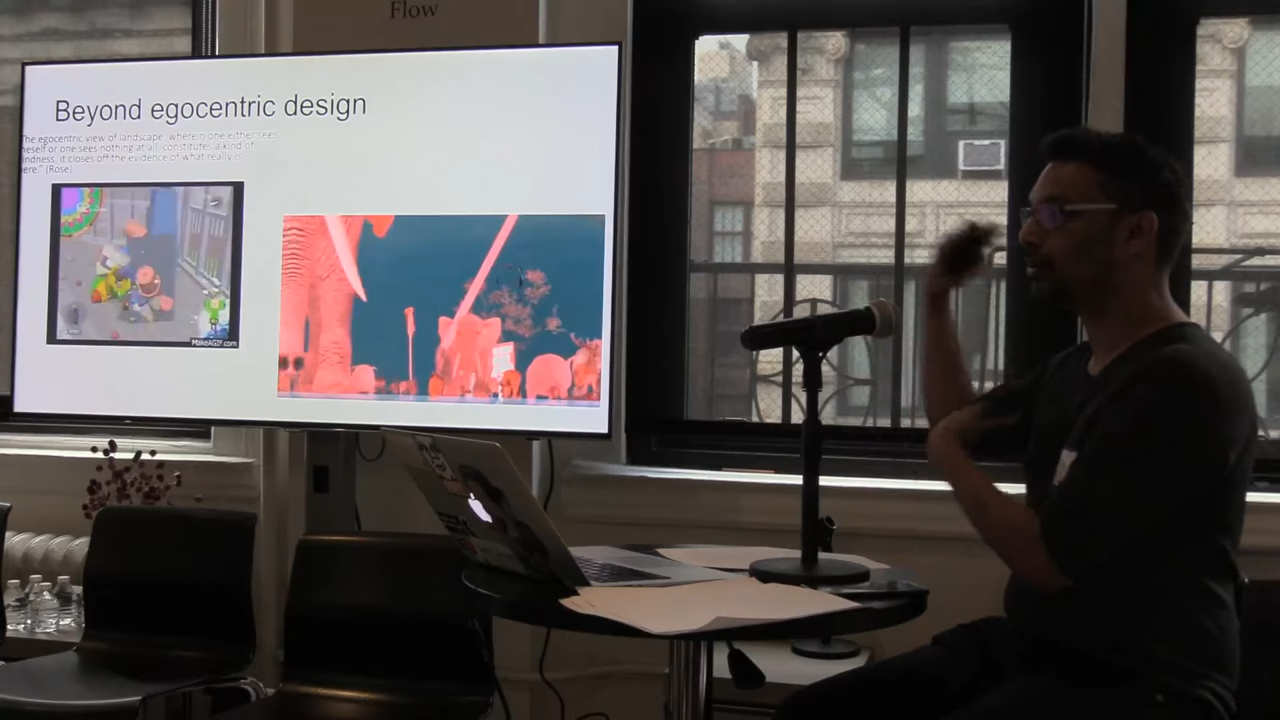 Flow
Beyond egocentric design
The egocentric view of landscape, wherein one either sees
neself or one sees nothing at all, constitutes a kind of
indness, it closes off the evidence of what really is
ere." (Rose)
MakeAGIF.com